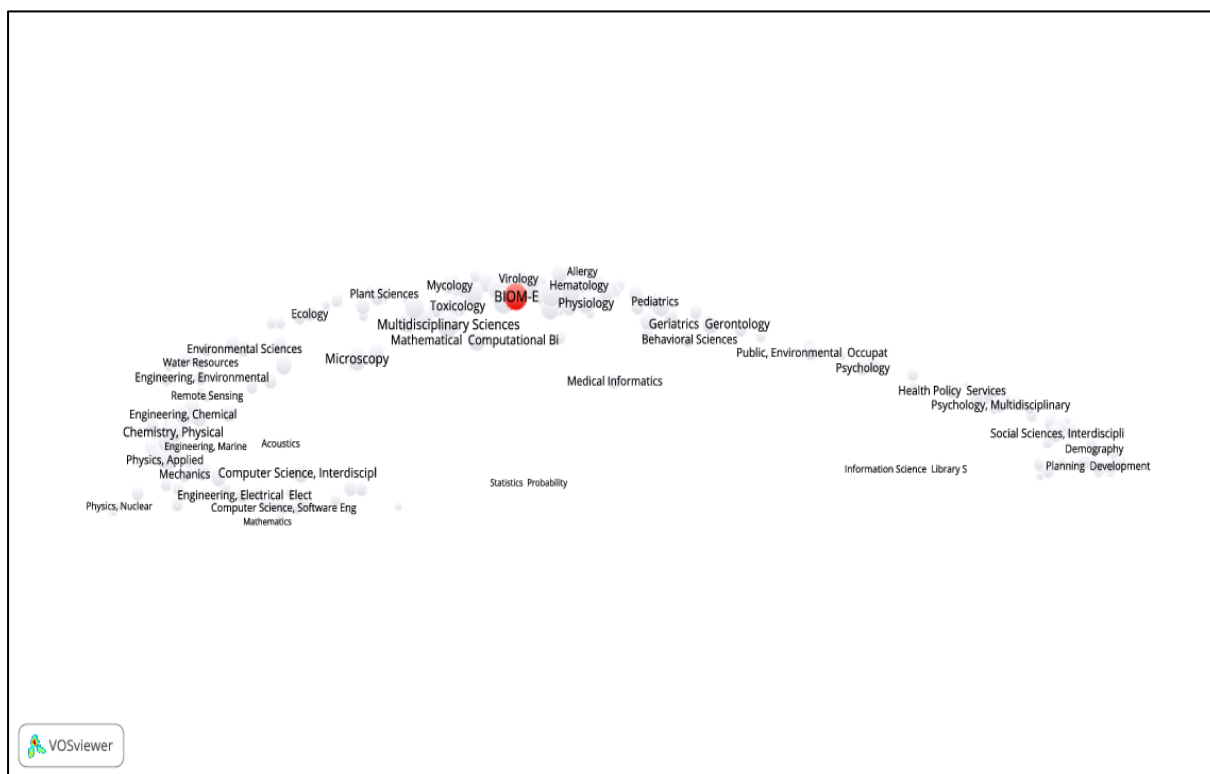 Allergy
Virology
Mycology
Hematology
Plant Sciences
BIOM-E
Toxicology
Physiology
Pediatrics
Ecology
Multidisciplinary Sciences
Geriatrics Gerontology
Mathematical Computational Bi
Behavioral Sciences
Environmental Sciences
Public, Environmental Occupat
Microscopy
Water Resources
Psychology
Engineering, Environmental
Medical Informatics
Health Policy Services
Remote Sensing
Psychology, Multidisciplinary
Engineering, Chemical
Chemistry, Physical
Social Sciences, Interdiscipli
Engineering, Marine
Acoustics
Demography
Physics, Applied
Planning Development
Mechanics
Computer Science, Interdiscipl
Information Science Library S
Statistics Probability
Engineering, Electrical Elect
Physics, Nuclear
Computer Science, Software Eng
Mathematics
VOSviewer